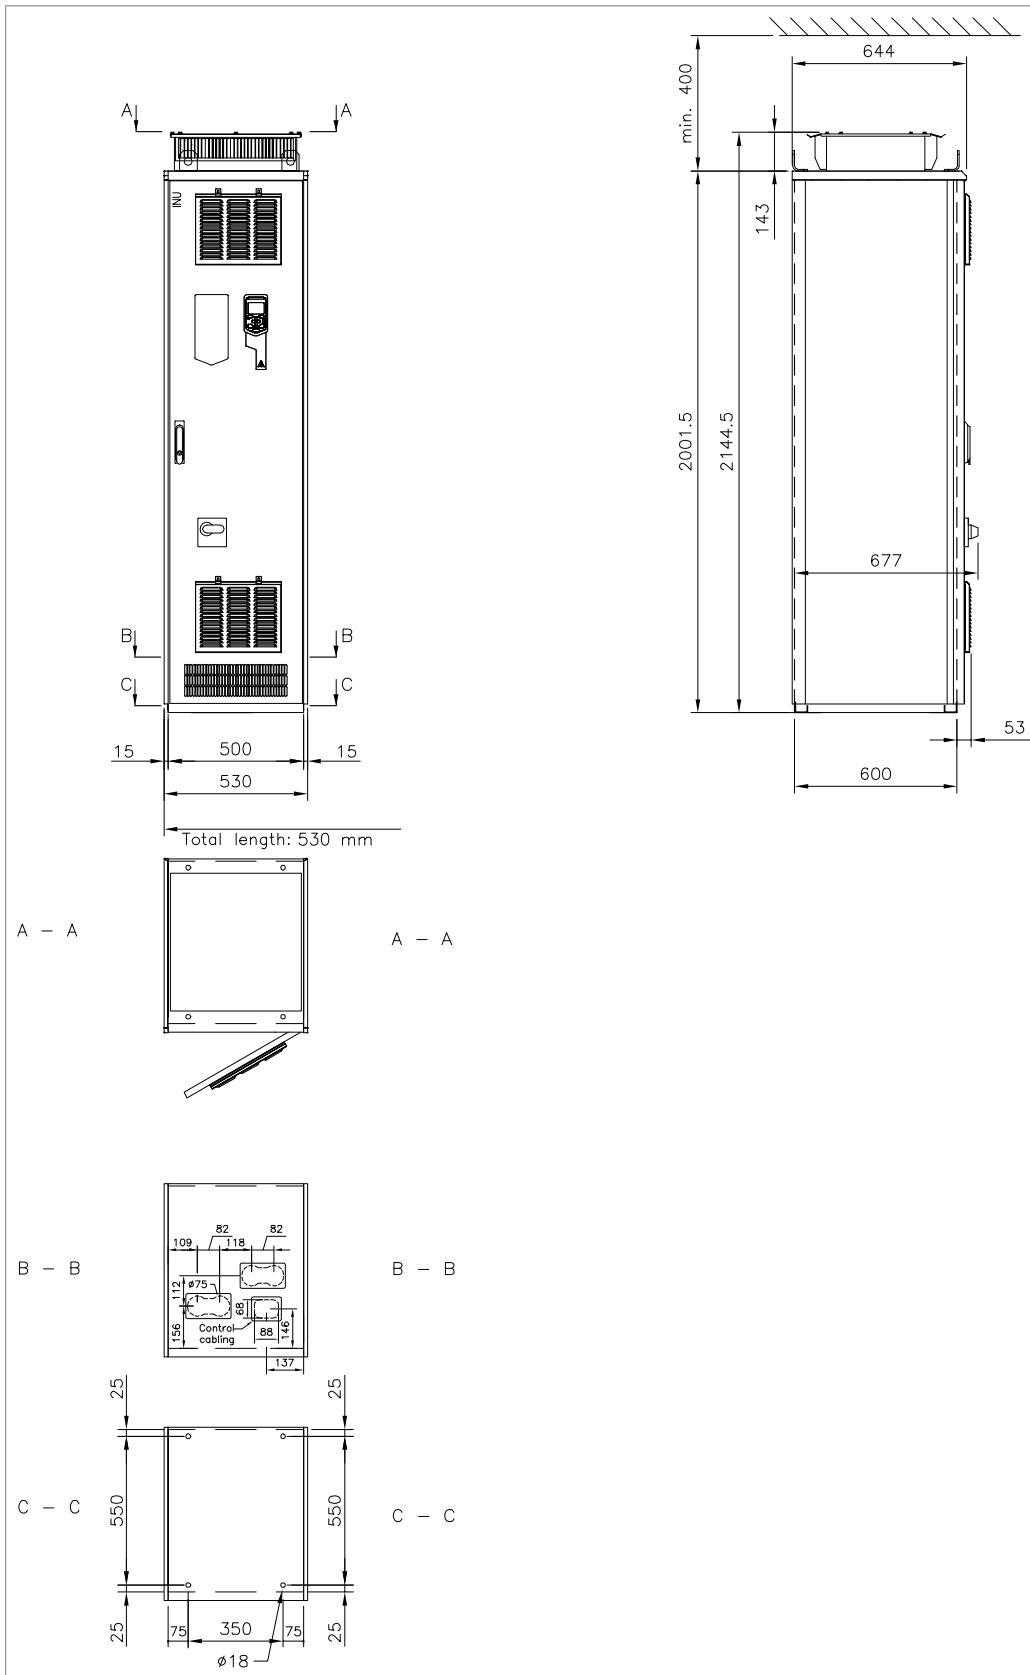 644
min. 400
A A
143
INU
2001.5
2144.5
677
B B
C C
15 500 15
530
53
600
Total length: 530 mm
A – A A – A
82 82
109 118
B – B B – B
112
ø75
68
156
Control
cabling
88
146
137
25 25
C – C 550 550 C – C
25 75 350 75 25
ø18